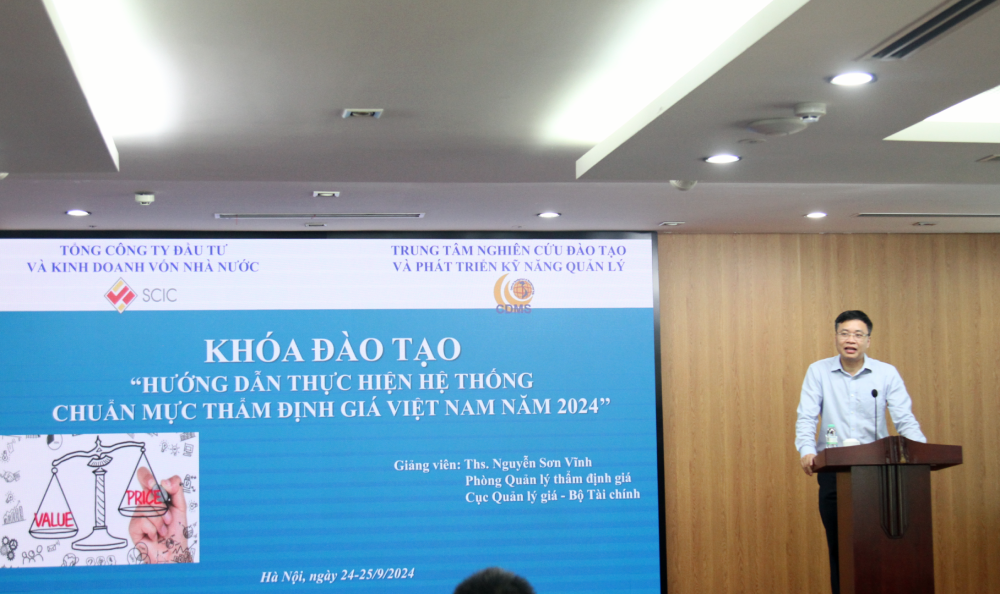 TỔNG CÔNG TY ĐẦU TƯ
VÀ KINH DOANH VỐN NHÀ NƯỚC
SCIC
TRUNG TÂM NGHIÊN CỨU ĐÀO TẠO
VÀ PHÁT TRIỂN KỸ NĂNG QUẢN LÝ
CDMS
KHÓA ĐÀO TẠO
“HƯỚNG DẪN THỰC HIỆN HỆ THỐNG
CHUẨN MỰC THẨM ĐỊNH GIÁ VIỆT NAM NĂM 2024”
VALUE
PRICE
Giảng viên: Ths. Nguyễn Sơn Vĩnh
Phòng Quản lý thẩm định giá
Cục Quản lý giá - Bộ Tài chính
Hà Nội, ngày 24-25/9/2024